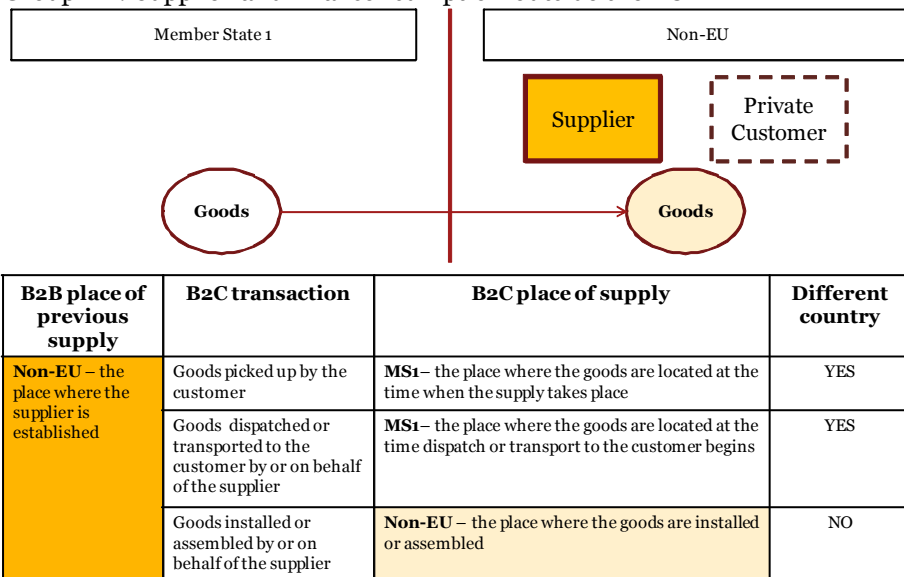 Member State 1
Non-EU
Supplier
Private
Customer
Goods
Goods
B2B place of
previous
supply
B2C transaction
B2C place of supply
Different
country
Non-EU – the
place where the
supplier is
established
Goods picked up by the
customer
MS1– the place where the goods are located at the
time when the supply takes place
YES
Goods dispatched or
transported to the
customer by or on behalf
of the supplier
MS1– the place where the goods are located at the
time dispatch or transport to the customer begins
YES
Goods installed or
assembled by or on
behalf of the supplier
Non-EU – the place where the goods are installed
or assembled
NO